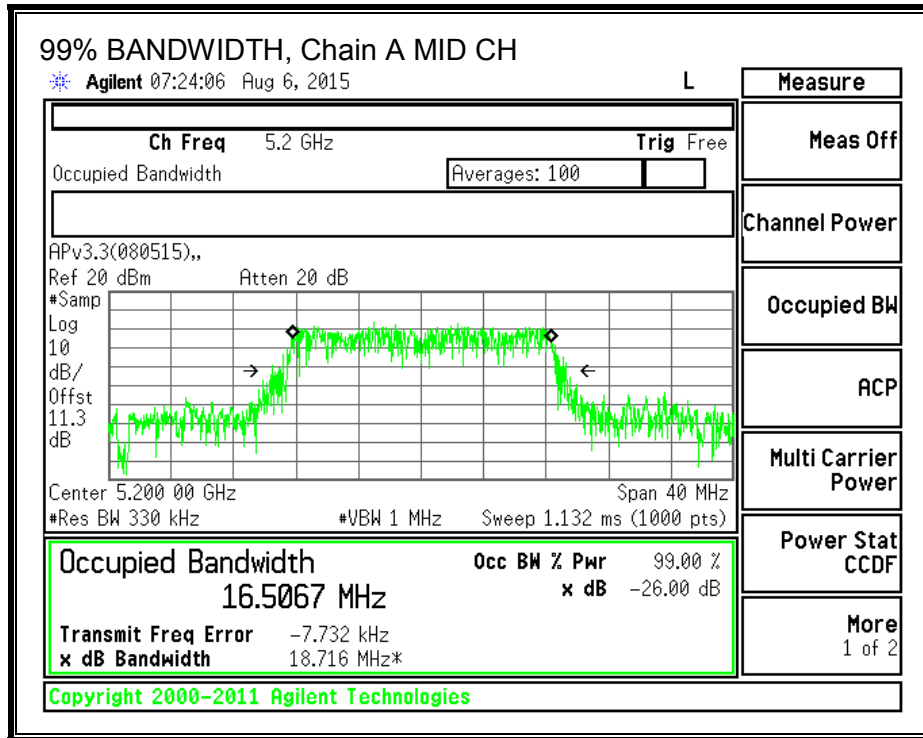 99% BANDWIDTH, Chain A MID CH
Agilent 07:24:06 Aug 6, 2015 L
Measure
Ch Freq 5.2 GHz Trig Free
Meas Off
Occupied Bandwidth Averages: 100
Channel Power
APv3.3(080515),,
Ref 20 dBm Atten 20 dB
#Samp
Log
10
dB/
Offst
11.3
dB
Occupied BW
ACP
Multi Carrier
Power
Center 5.200 00 GHz Span 40 MHz
#Res BW 330 kHz #VBW 1 MHz Sweep 1.132 ms (1000 pts)
Power Stat
CCDF
Occupied Bandwidth Occ BW % Pwr 99.00 %
16.5067 MHz x dB -26.00 dB
Transmit Freq Error -7.732 kHz
x dB Bandwidth 18.716 MHz*
More
1 of 2
Copyright 2000-2011 Agilent Technologies